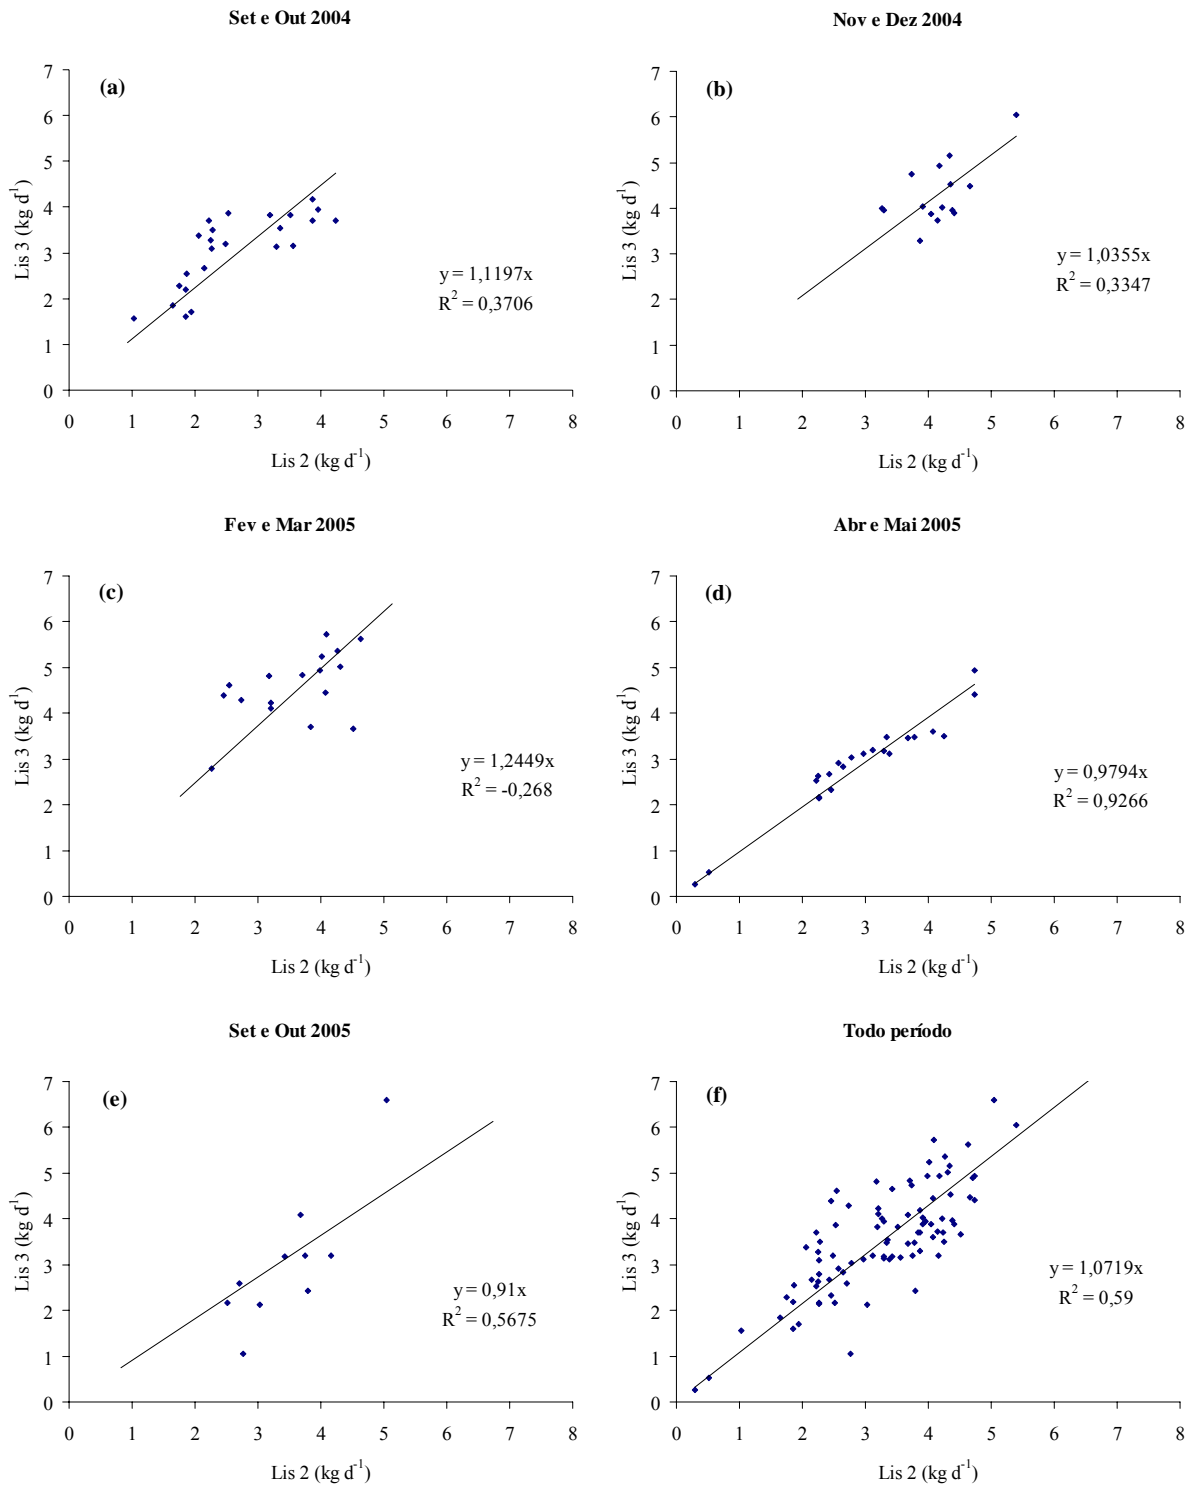 Set e Out 2004
(a)
7
6
5
4
3
2
1
0
Lis 3 (kg d⁻¹)
y = 1,1197x
R² = 0,3706
0 1 2 3 4 5 6 7 8
Lis 2 (kg d⁻¹)
Nov e Dez 2004
(b)
7
6
5
4
3
2
1
0
Lis 3 (kg d⁻¹)
y = 1,0355x
R² = 0,3347
0 1 2 3 4 5 6 7 8
Lis 2 (kg d⁻¹)
Fev e Mar 2005
(c)
7
6
5
4
3
2
1
0
Lis 3 (kg d⁻¹)
y = 1,2449x
R² = -0,268
0 1 2 3 4 5 6 7 8
Lis 2 (kg d⁻¹)
Abr e Mai 2005
(d)
7
6
5
4
3
2
1
0
Lis 3 (kg d⁻¹)
y = 0,9794x
R² = 0,9266
0 1 2 3 4 5 6 7 8
Lis 2 (kg d⁻¹)
Set e Out 2005
(e)
7
6
5
4
3
2
1
0
Lis 3 (kg d⁻¹)
y = 0,91x
R² = 0,5675
0 1 2 3 4 5 6 7 8
Lis 2 (kg d⁻¹)
Todo período
(f)
7
6
5
4
3
2
1
0
Lis 3 (kg d⁻¹)
y = 1,0719x
R² = 0,59
0 1 2 3 4 5 6 7 8
Lis 2 (kg d⁻¹)